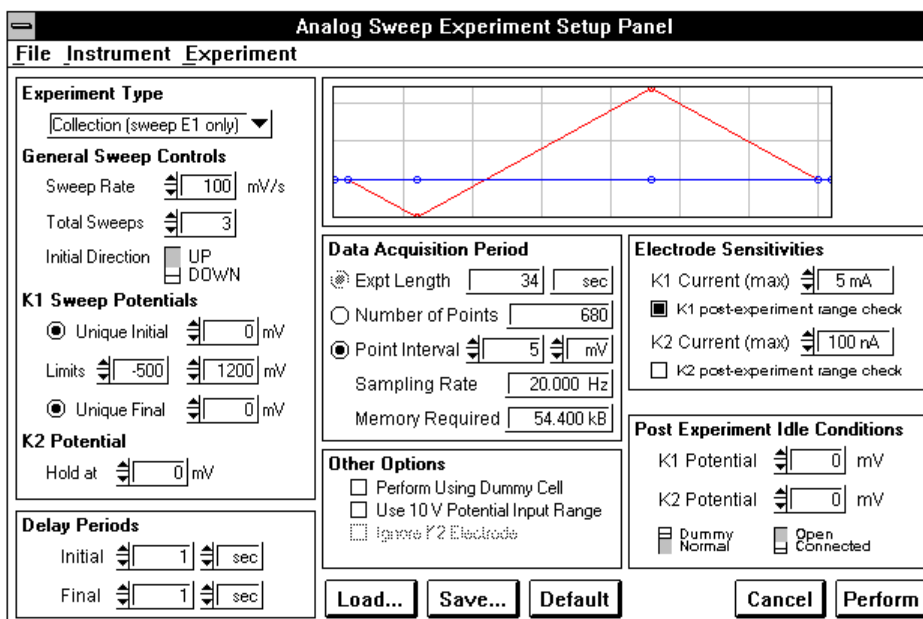 Analog Sweep Experiment Setup Panel
File Instrument Experiment
Experiment Type
Collection (sweep E1 only)
General Sweep Controls
Sweep Rate 100 mV/s
Total Sweeps 3
Initial Direction UP
DOWN
K1 Sweep Potentials
Unique Initial 0 mV
Limits -500 1200 mV
Unique Final 0 mV
K2 Potential
Hold at 0 mV
Delay Periods
Initial 1 sec
Final 1 sec
Data Acquisition Period
Expt Length 34 sec
Number of Points 680
Point Interval 5 mV
Sampling Rate 20.000 Hz
Memory Required 54.400 kB
Other Options
Perform Using Dummy Cell
Use 10 V Potential Input Range
Ignore K2 Electrode
Electrode Sensitivities
K1 Current (max) 5 mA
K1 post-experiment range check
K2 Current (max) 100 nA
K2 post-experiment range check
Post Experiment Idle Conditions
K1 Potential 0 mV
K2 Potential 0 mV
Dummy Open
Normal Connected
Load... Save... Default Cancel Perform